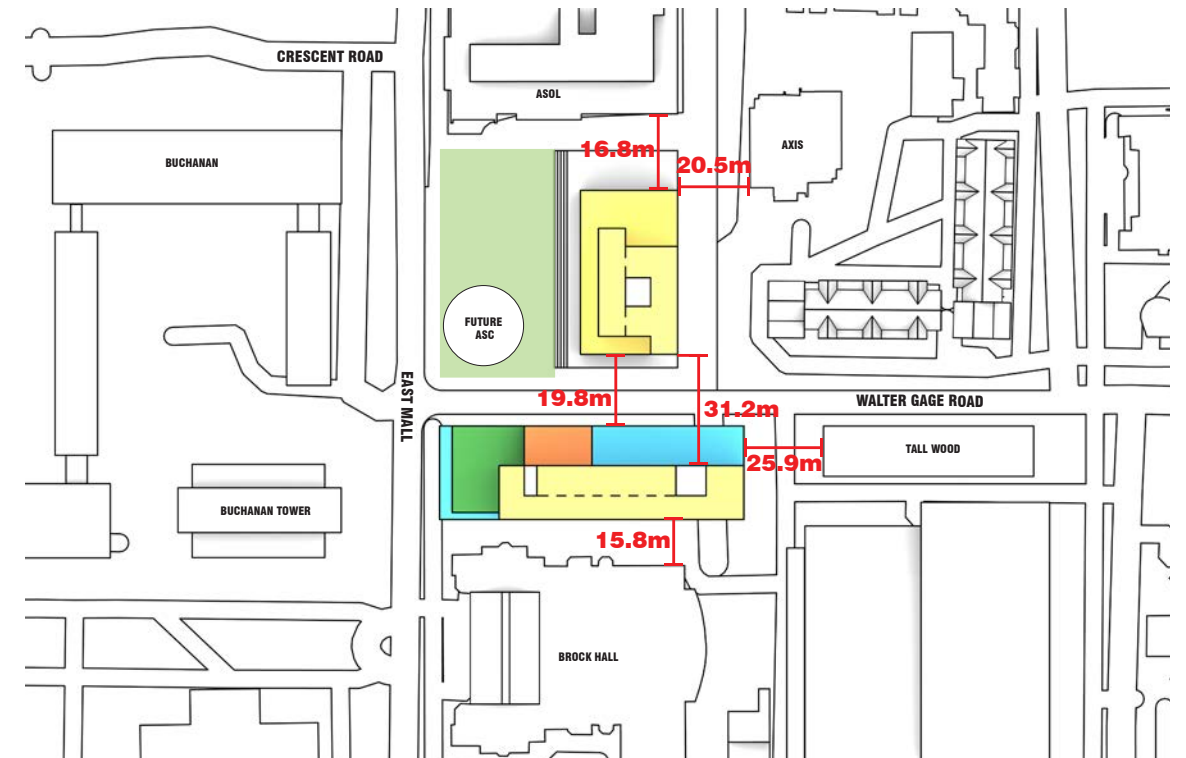 CRESCENT ROAD
ASOL
16.8m
20.5m
AXIS
BUCHANAN
FUTURE
ASC
EAST MALL
19.8m
31.2m
WALTER GAGE ROAD
25.9m
TALL WOOD
BUCHANAN TOWER
15.8m
BROCK HALL